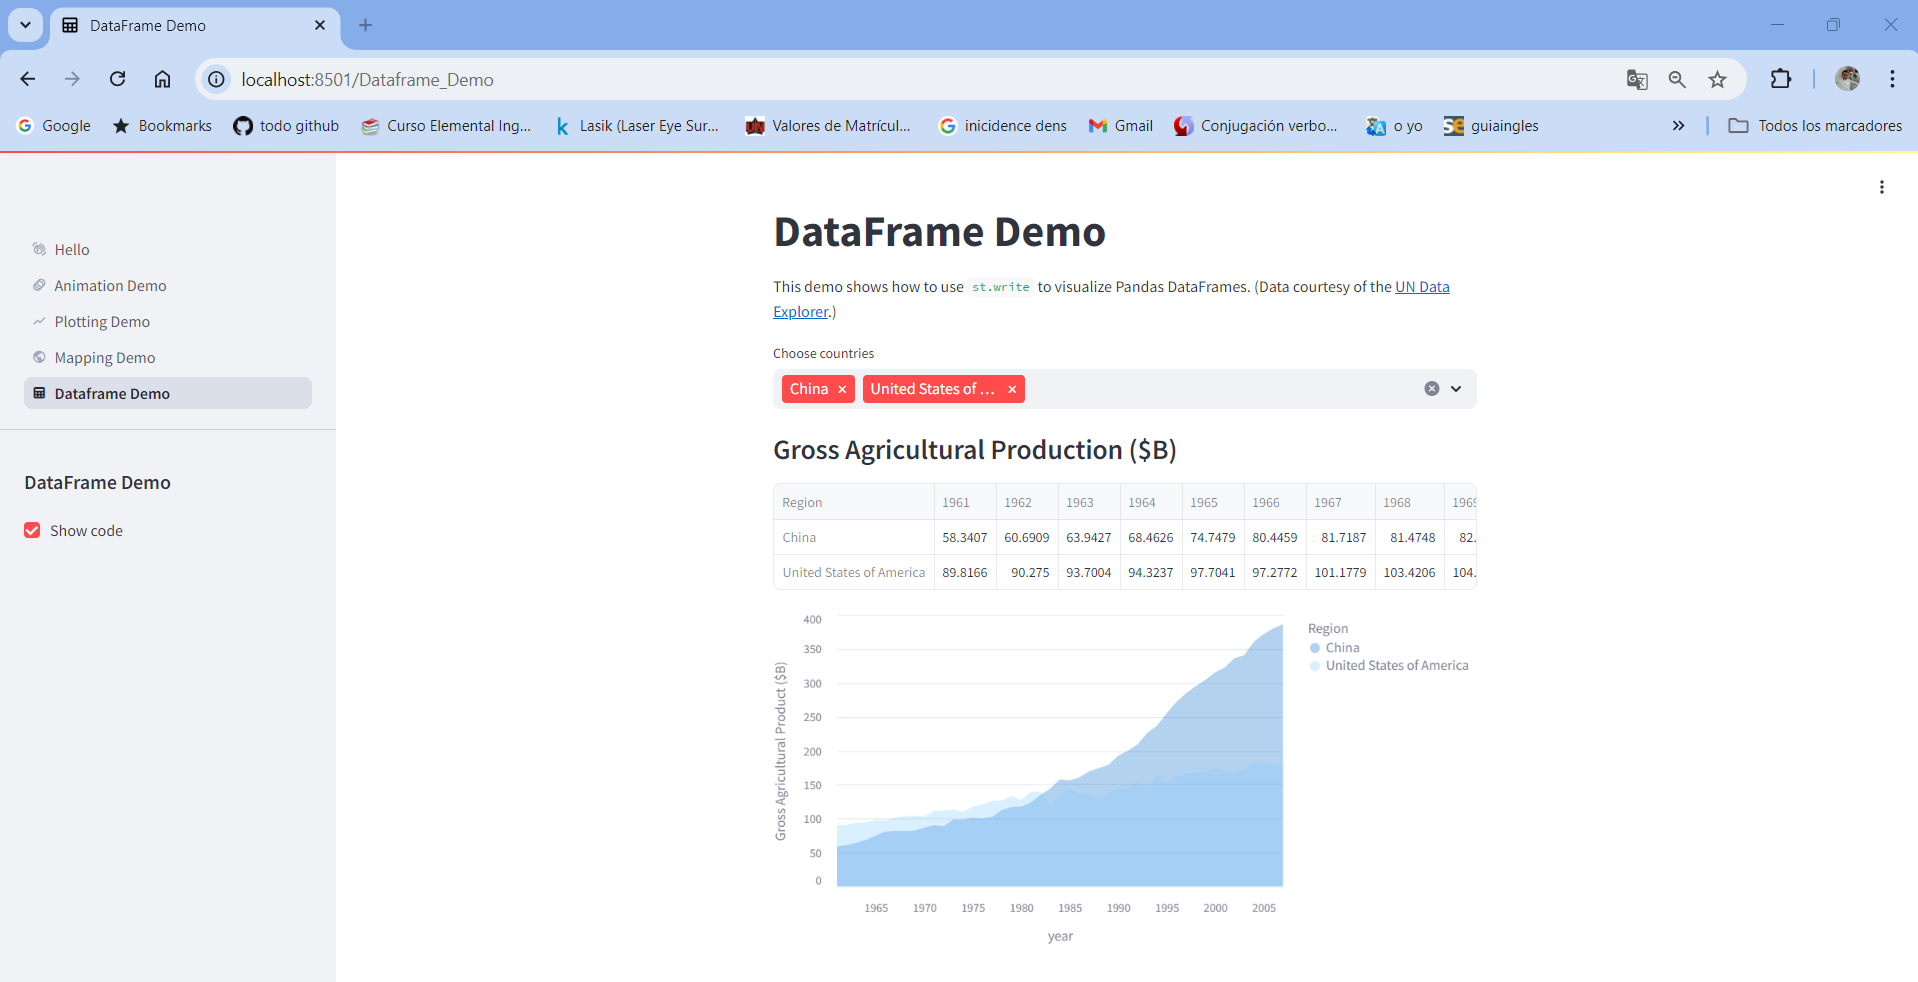 DataFrame Demo
localhost:8501/Dataframe_Demo
Google
Bookmarks
todo github
Curso Elemental Ing...
Lasik (Laser Eye Sur...
Valores de Matrícul...
inicidence dens
Gmail
Conjugación verbo...
o yo
guiaingles
Todos los marcadores
Hello
Animation Demo
Plotting Demo
Mapping Demo
Dataframe Demo
DataFrame Demo
Show code
DataFrame Demo
This demo shows how to use st.write to visualize Pandas DataFrames. (Data courtesy of the UN Data
Explorer.)
Choose countries
China
United States of ...
Gross Agricultural Production ($B)
Region 1961 1962 1963 1964 1965 1966 1967 1968 1969
China 58.3407 60.6909 63.9427 68.4626 74.7479 80.4459 81.7187 81.4748 82.
United States of America 89.8166 90.275 93.7004 94.3237 97.7041 97.2772 101.1779 103.4206 104.
Gross Agricultural Product ($B)
400
350
300
250
200
150
100
50
0
1965 1970 1975 1980 1985 1990 1995 2000 2005
year
Region
China
United States of America